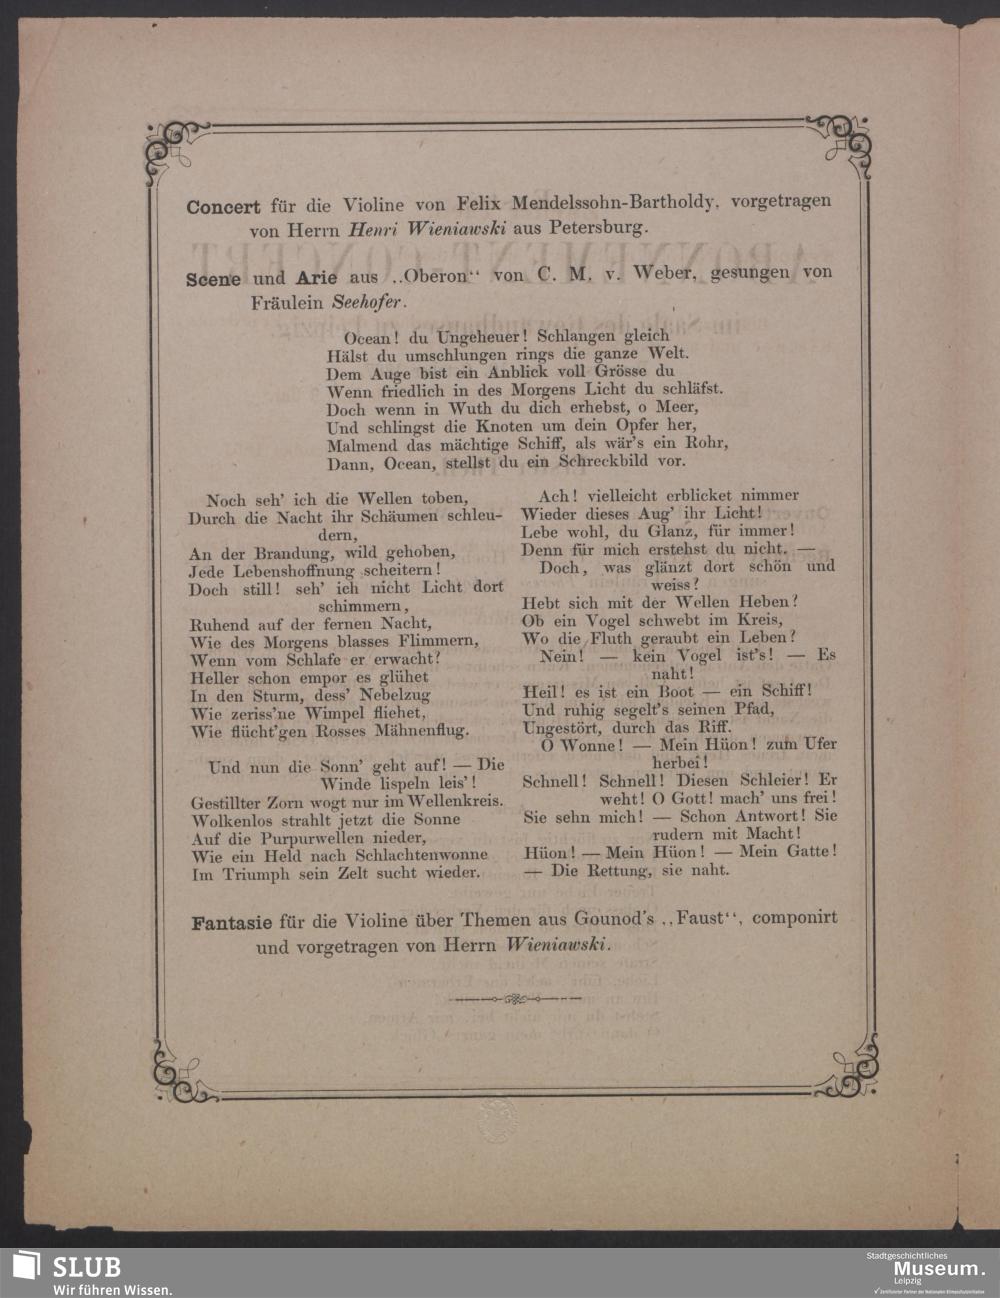 Concert für die Violine von Felix Mendelssohn-Bartholdy, vorgetragen
von Herrn Henri Wieniawski aus Petersburg.
Scene und Arie aus „Oberon“ von C. M. v. Weber, gesungen von
Fräulein Seehofer.
Ocean! du Ungeheuer! Schlangen gleich
Hälst du umschlungen rings die ganze Welt.
Dem Auge bist ein Anblick voll Grösse du
Wenn friedlich in des Morgens Licht du schläfst.
Doch wenn in Wuth du dich erhebst, o Meer,
Und schlingst die Knoten um dein Opfer her,
Malmend das mächtige Schiff, als wär's ein Rohr,
Dann, Ocean, stellst du ein Schreckbild vor.
Noch seh' ich die Wellen toben,
Durch die Nacht ihr Schäumen schleu-
dern,
An der Brandung, wild gehoben,
Jede Lebenshoffnung scheitern!
Doch still! seh' ich nicht Licht dort
schimmern,
Ruhend auf der fernen Nacht,
Wie des Morgens blasses Flimmern,
Wenn vom Schlafe er erwacht?
Heller schon empor es glühet
In den Sturm, dess' Nebelzug
Wie zeriss'ne Wimpel fliehet,
Wie flücht'gen Rosses Mähnenflug.
Und nun die Sonn' geht auf! — Die
Winde lispeln leis'!
Gestillter Zorn wogt nur im Wellenkreis.
Wolkenlos strahlt jetzt die Sonne
Auf die Purpurwellen nieder,
Wie ein Held nach Schlachtenwonne
Im Triumph sein Zelt sucht wieder.
Ach! vielleicht erblicket nimmer
Wieder dieses Aug' ihr Licht!
Lebe wohl, du Glanz, für immer!
Denn für mich erstehst du nicht. —
Doch, was glänzt dort schön und
weiss?
Hebt sich mit der Wellen Heben?
Ob ein Vogel schwebt im Kreis,
Wo die Fluth geraubt ein Leben?
Nein! — kein Vogel ist's! — Es
naht!
Heil! es ist ein Boot — ein Schiff!
Und ruhig segelt's seinen Pfad,
Ungestört, durch das Riff.
O Wonne! — Mein Hüon! zum Ufer
herbei!
Schnell! Schnell! Diesen Schleier! Er
weht! O Gott! mach' uns frei!
Sie sehn mich! — Schon Antwort! Sie
rudern mit Macht!
Hüon! — Mein Hüon! — Mein Gatte!
— Die Rettung, sie naht.
Fantasie für die Violine über Themen aus Gounod's „Faust“, componirt
und vorgetragen von Herrn Wieniawski.
SLUB
Wir führen Wissen.
Stadtgeschichtliches
Museum.
Leipzig
Zertifizierter Partner der Nationalen Klimaschutzinitiative